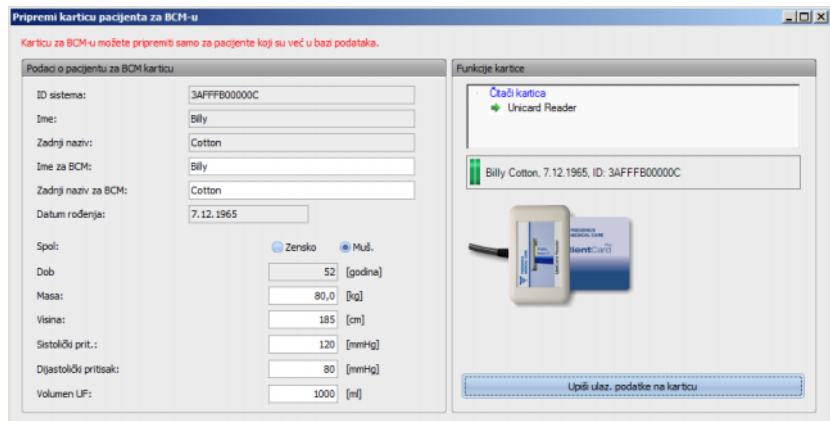 Pripremi karticu pacijenta za BCM-u
Karticu za BCM-u možete pripremiti samo za pacijente koji su već u bazi podataka.
Podaci o pacijentu za BCM karticu
ID sistema: 3AFFFB00000C
Ime: Billy
Zadnji naziv: Cotton
Ime za BCM: Billy
Zadnji naziv za BCM: Cotton
Datum rođenja: 7.12.1965
Spol: Zensko Muš.
Dob 52 [godina]
Masa: 80,0 [kg]
Visina: 185 [cm]
Sistolički prit.: 120 [mmHg]
Dijastolički pritisak: 80 [mmHg]
Volumen UF: 1000 [ml]
Funkcije kartice
Čitači kartica
Unicard Reader
Billy Cotton, 7.12.1965, ID: 3AFFFB00000C
FRESENIUS
MEDICAL CARE
ientCard
Upiši ulaz. podatke na karticu